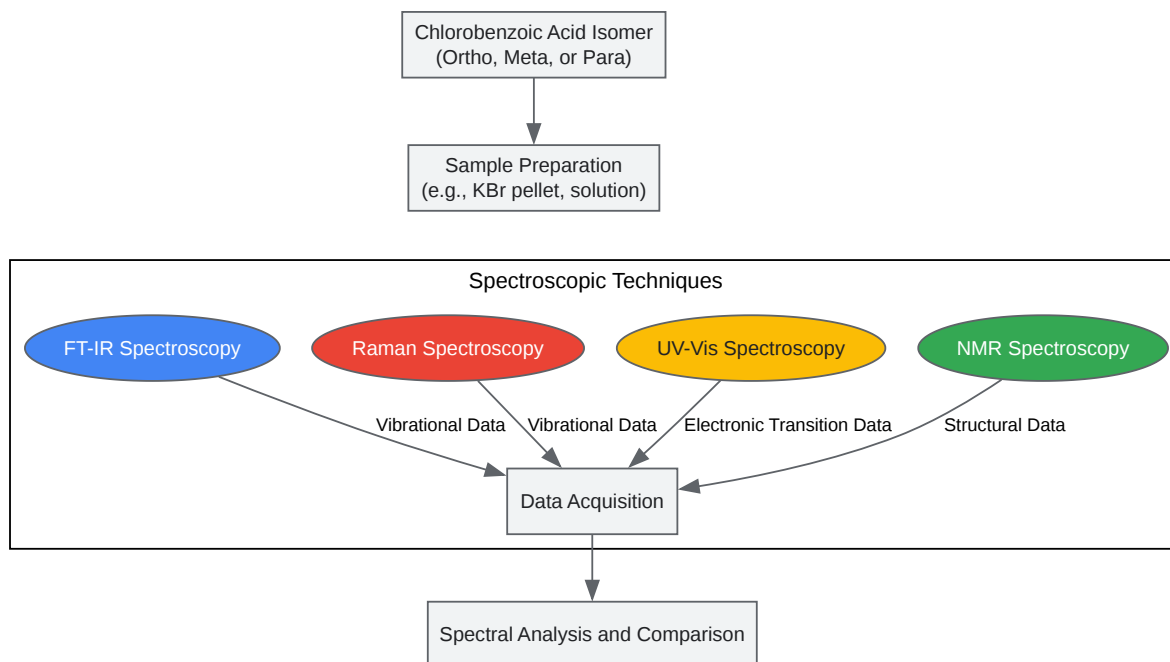 Chlorobenzoic Acid Isomer
(Ortho, Meta, or Para)
Sample Preparation
(e.g., KBr pellet, solution)
Spectroscopic Techniques
FT-IR Spectroscopy
Raman Spectroscopy
UV-Vis Spectroscopy
NMR Spectroscopy
Vibrational Data
Vibrational Data
Electronic Transition Data
Structural Data
Data Acquisition
Spectral Analysis and Comparison